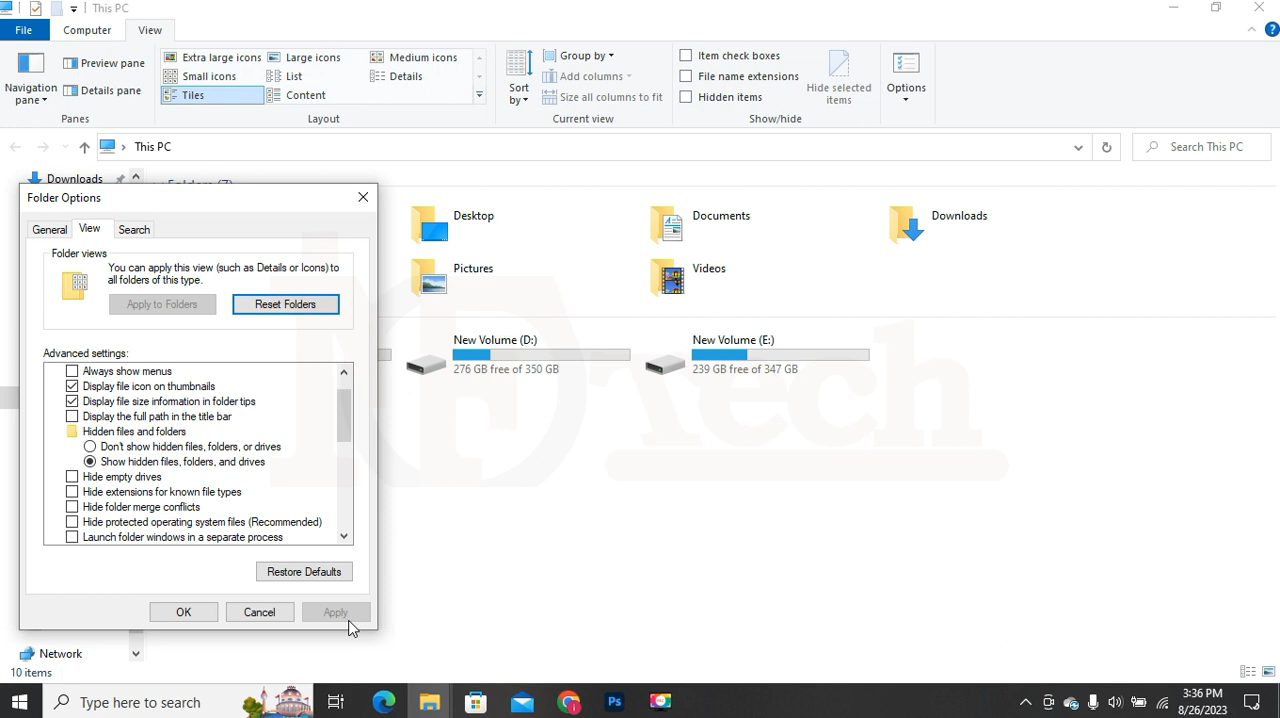 This PC
File
Computer
View
Navigation pane
Preview pane
Details pane
Panes
Extra large icons
Large icons
Medium icons
Small icons
List
Details
Tiles
Content
Layout
Sort by
Group by
Add columns
Size all columns to fit
Current view
Item check boxes
File name extensions
Hidden items
Hide selected items
Show/hide
Options
This PC
Search This PC
Downloads
Folder Options
General
View
Search
Folder views
You can apply this view (such as Details or Icons) to
all folders of this type.
Apply to Folders
Reset Folders
Advanced settings:
Always show menus
Display file icon on thumbnails
Display file size information in folder tips
Display the full path in the title bar
Hidden files and folders
Don't show hidden files, folders, or drives
Show hidden files, folders, and drives
Hide empty drives
Hide extensions for known file types
Hide folder merge conflicts
Hide protected operating system files (Recommended)
Launch folder windows in a separate process
Restore Defaults
OK
Cancel
Apply
Desktop
Documents
Downloads
Pictures
Videos
New Volume (D:)
276 GB free of 350 GB
New Volume (E:)
239 GB free of 347 GB
Tech
Network
10 items
Type here to search
Ps
3:36 PM
8/26/2023